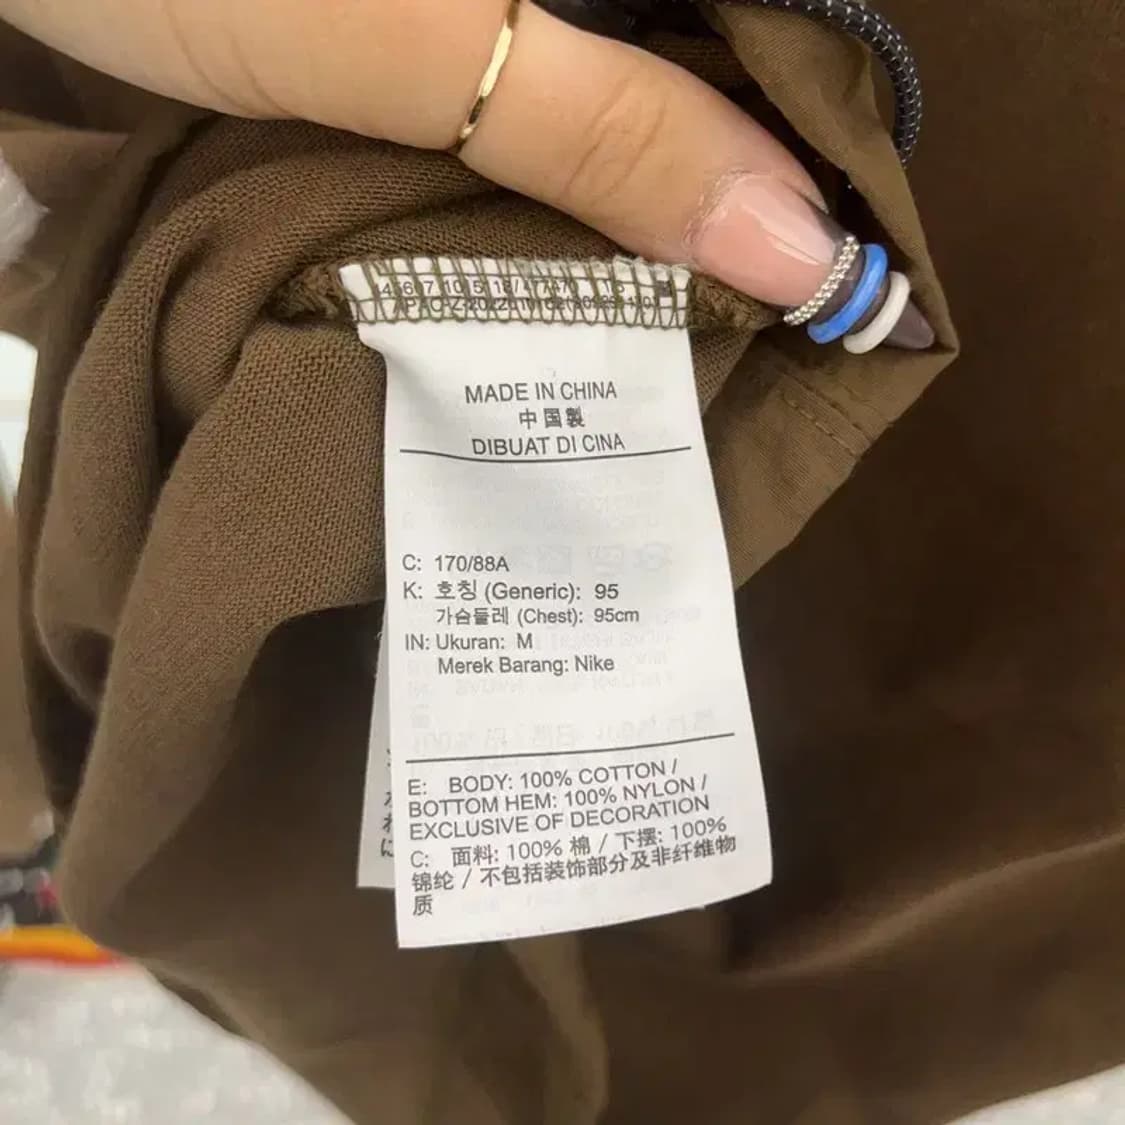 MADE IN CHINA
中国製
DIBUAT DI CINA
C: 170/88A
K: 호칭 (Generic): 95
가슴둘레 (Chest): 95cm
IN: Ukuran: M
Merek Barang: Nike
E: BODY: 100% COTTON /
BOTTOM HEM: 100% NYLON /
EXCLUSIVE OF DECORATION
C: 面料: 100% 棉 / 下摆: 100%
锦纶 / 不包括装饰部分及非纤维物
质